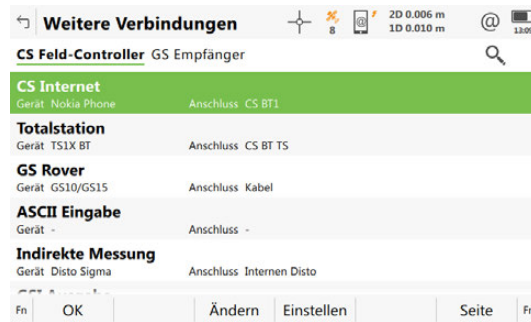 Weitere Verbindungen 8 @ 2D 0.006 m @
1D 0.010 m 13:09
CS Feld-Controller GS Empfänger
CS Internet
Gerät Nokia Phone Anschluss CS BT1
Totalstation
Gerät TS1X BT Anschluss CS BT TS
GS Rover
Gerät GS10/GS15 Anschluss Kabel
ASCII Eingabe
Gerät - Anschluss -
Indirekte Messung
Gerät Disto Sigma Anschluss Internen Disto
Fn OK Ändern Einstellen Seite